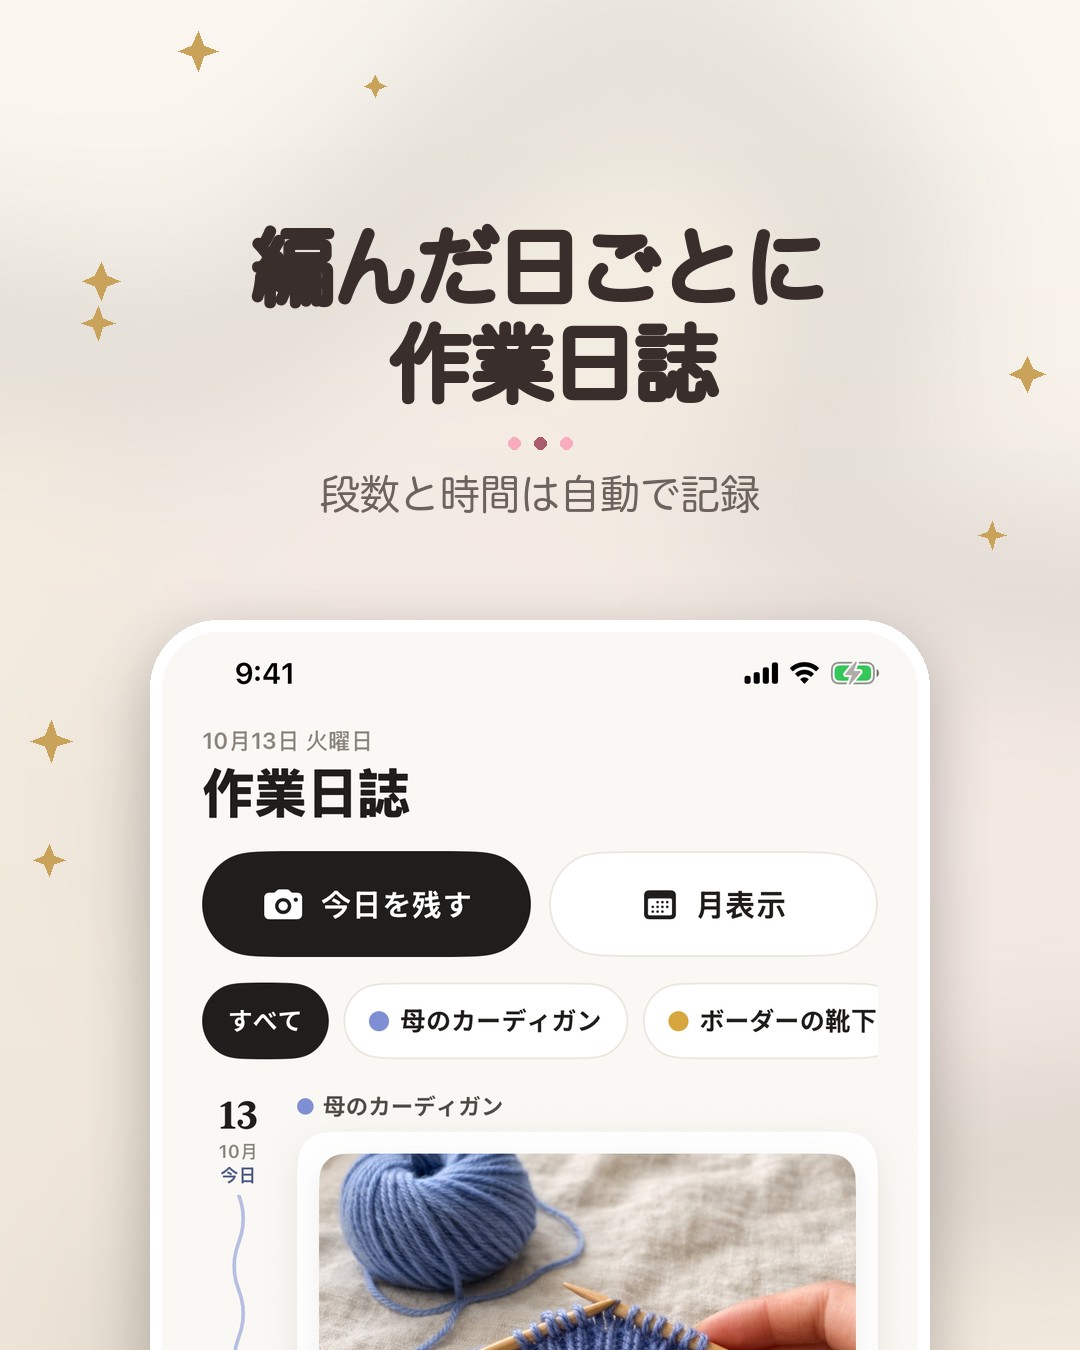 編んだ日ごとに
作業日誌
段数と時間は自動で記録
9:41
10月13日 火曜日
作業日誌
今日を残す
月表示
すべて
母のカーディガン
ボーダーの靴下
13
10月
今日
母のカーディガン